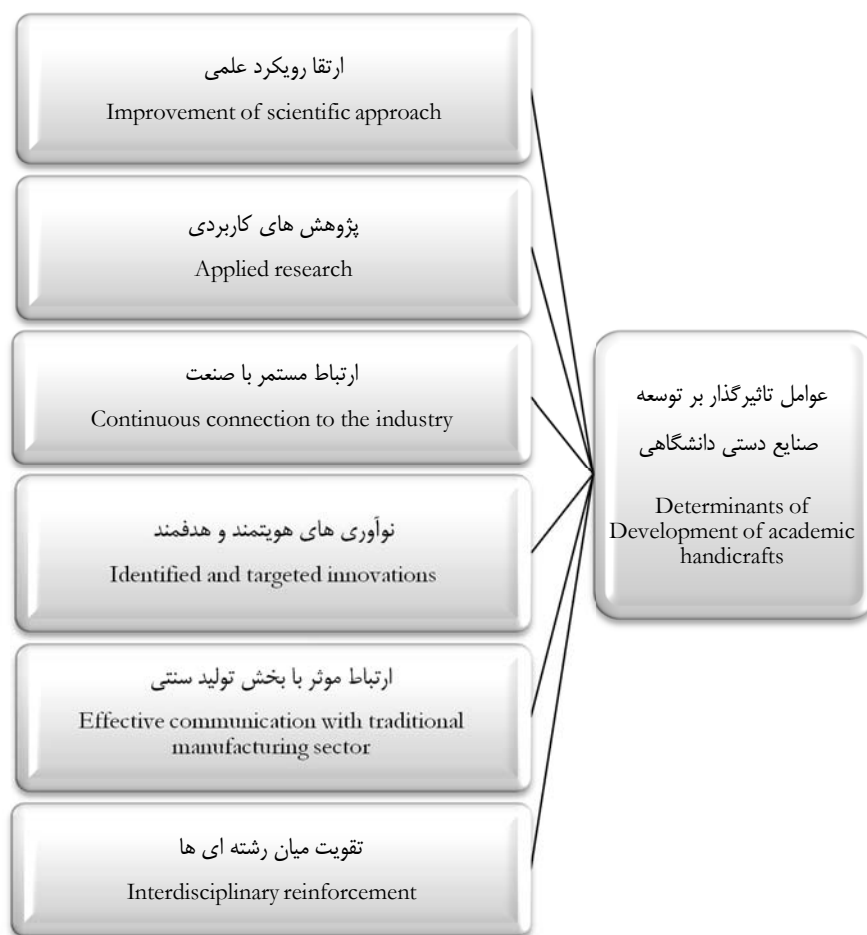 ارتقا رویکرد علمی
Improvement of scientific approach
پژوهش های کاربردی
Applied research
ارتباط مستمر با صنعت
Continuous connection to the industry
نوآوری های هویتمند و هدفمند
Identified and targeted innovations
ارتباط موثر با بخش تولید سنتی
Effective communication with traditional
manufacturing sector
تقویت میان رشته ای ها
Interdisciplinary reinforcement
عوامل تاثیرگذار بر توسعه
صنایع دستی دانشگاهی
Determinants of
Development of academic
handicrafts